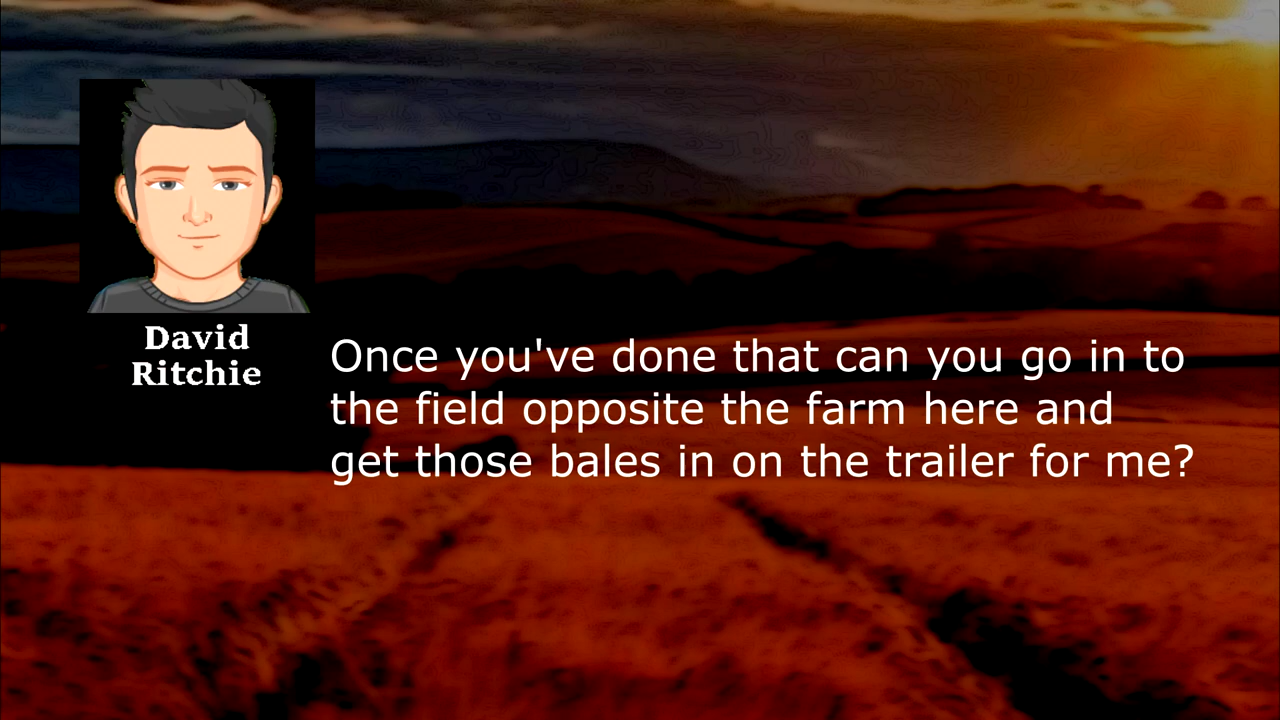 David
Ritchie
Once you've done that can you go in to
the field opposite the farm here and
get those bales in on the trailer for me?